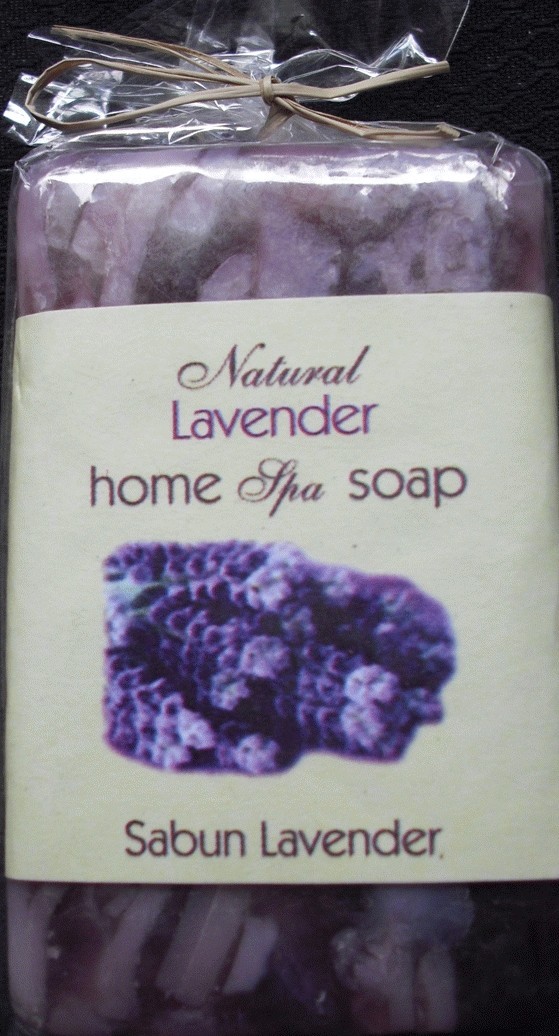 Natural
Lavender
home Spa soap
Sabun Lavender.